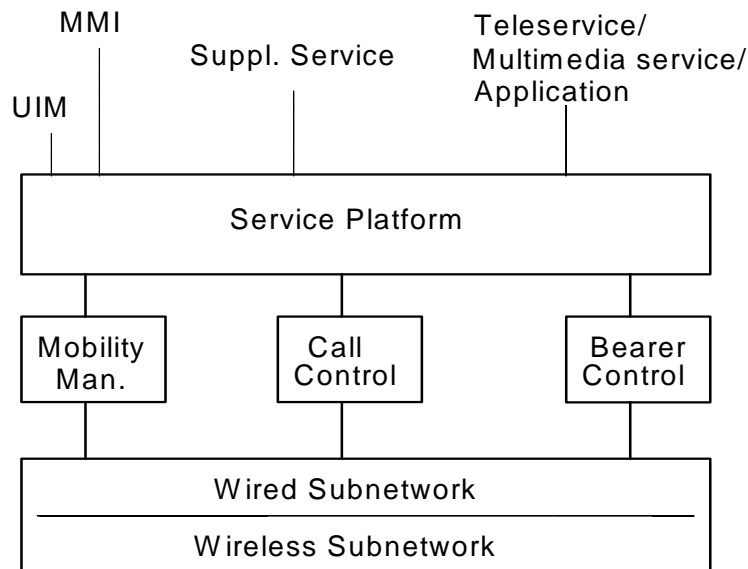 MMI
Suppl. Service
Teleservice/
Multimedia service/
Application
UIM
Service Platform
Mobility
Man.
Call
Control
Bearer
Control
Wired Subnetwork
Wireless Subnetwork